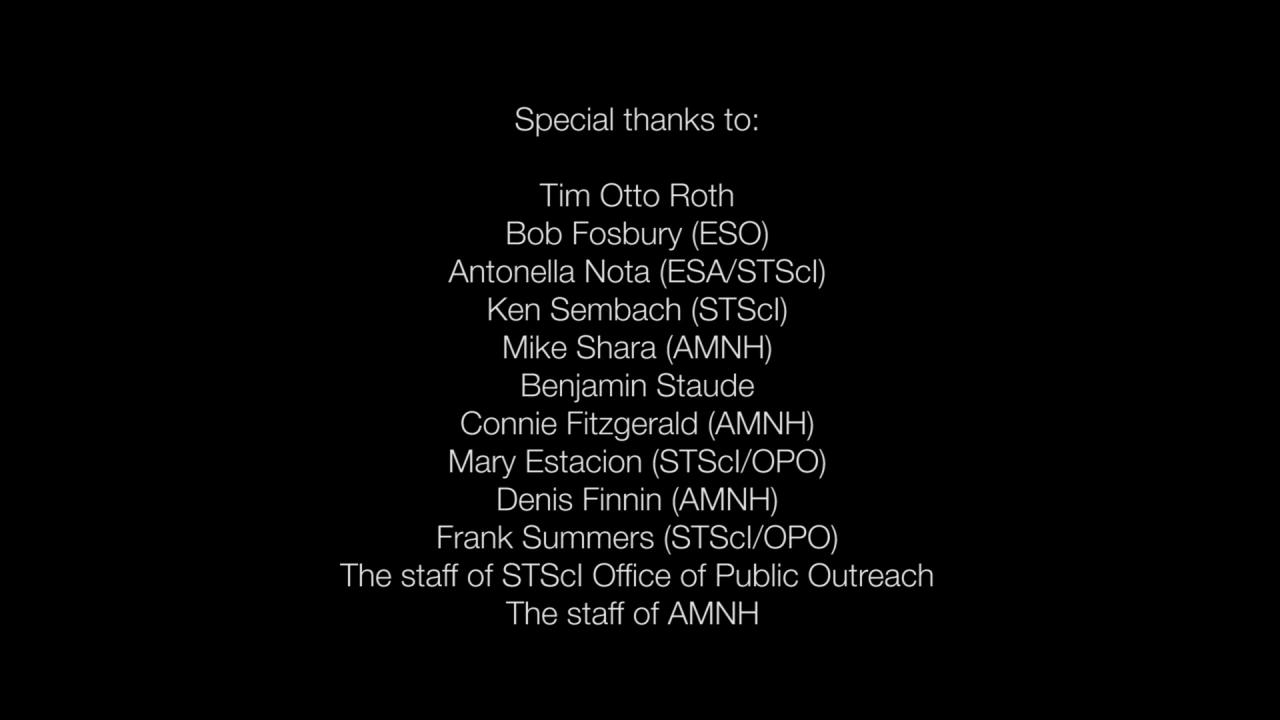 Special thanks to:
Tim Otto Roth
Bob Fosbury (ESO)
Antonella Nota (ESA/STScI)
Ken Sembach (STScI)
Mike Shara (AMNH)
Benjamin Staude
Connie Fitzgerald (AMNH)
Mary Estacion (STScI/OPO)
Denis Finnin (AMNH)
Frank Summers (STScI/OPO)
The staff of STScI Office of Public Outreach
The staff of AMNH